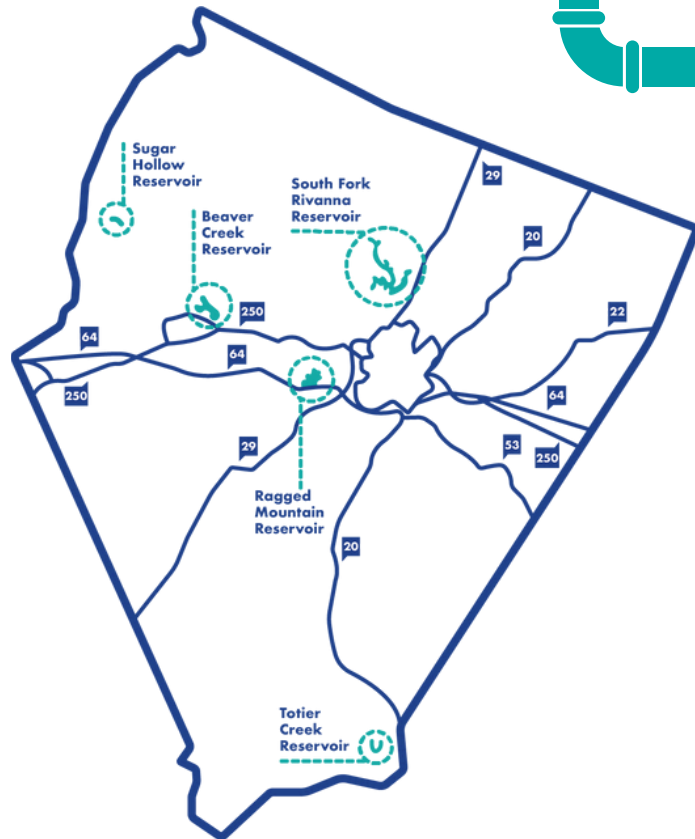 Sugar
Hollow
Reservoir
South Fork
Rivanna
Reservoir
29
Beaver
Creek
Reservoir
20
250
22
64
64
250
64
29
53
250
Ragged
Mountain
Reservoir
20
Totier
Creek
Reservoir